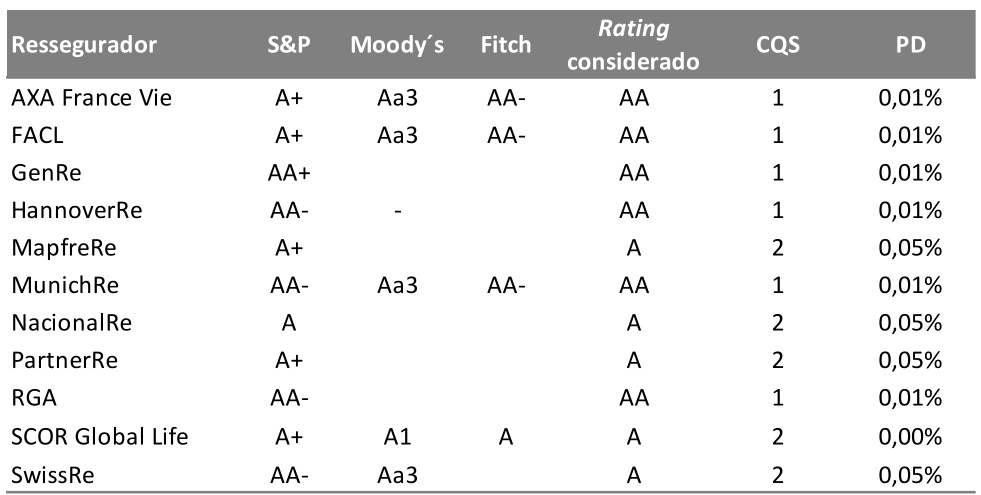 Ressegurador S&P Moody´s Fitch Rating considerado CQS PD
AXA France Vie A+ Aa3 AA- AA 1 0,01%
FACL A+ Aa3 AA- AA 1 0,01%
GenRe AA+ AA 1 0,01%
HannoverRe AA- - AA 1 0,01%
MapfreRe A+ A 2 0,05%
MunichRe AA- Aa3 AA- AA 1 0,01%
NacionalRe A A 2 0,05%
PartnerRe A+ A 2 0,05%
RGA AA- AA 1 0,01%
SCOR Global Life A+ A1 A A 2 0,00%
SwissRe AA- Aa3 A 2 0,05%